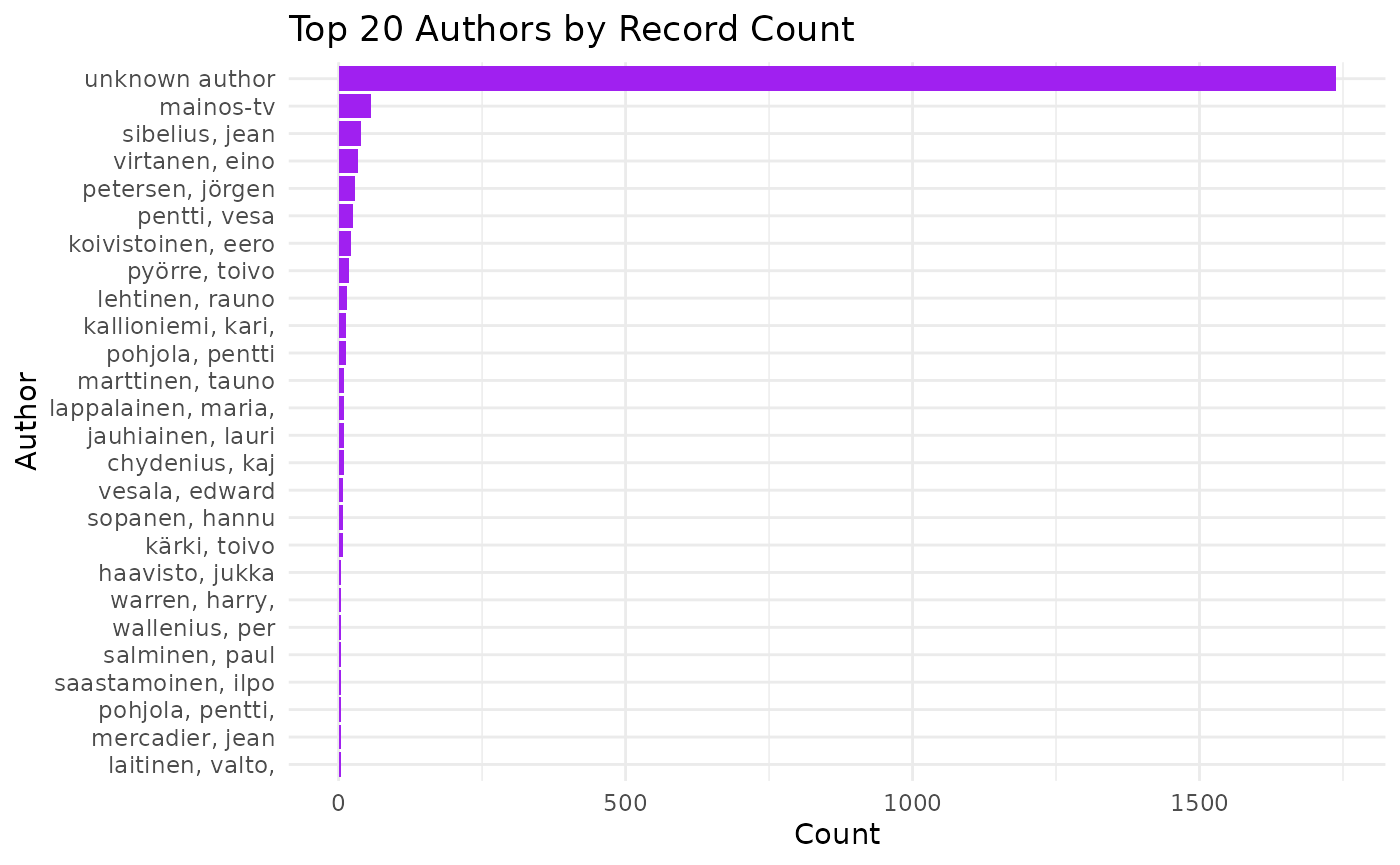 Top 20 Authors by Record Count
Author
unknown author
mainos-tv
sibelius, jean
virtanen, eino
petersen, jörgen
pentti, vesa
koivistoinen, eero
pyörre, toivo
lehtinen, rauno
kallioniemi, kari,
pohjola, pentti
marttinen, tauno
lappalainen, maria,
jauhiainen, lauri
chydenius, kaj
vesala, edward
sopanen, hannu
kärki, toivo
haavisto, jukka
warren, harry,
wallenius, per
salminen, paul
saastamoinen, ilpo
pohjola, pentti,
mercadier, jean
laitinen, valto,
0 500 1000 1500
Count